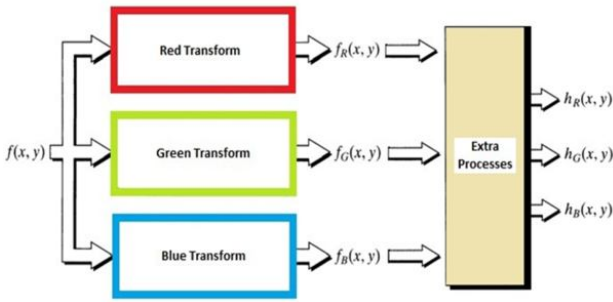 Red Transform
f_R(x, y)
h_R(x, y)
f(x, y)
Green Transform
f_G(x, y)
Extra
Processes
h_G(x, y)
h_B(x, y)
Blue Transform
f_B(x, y)